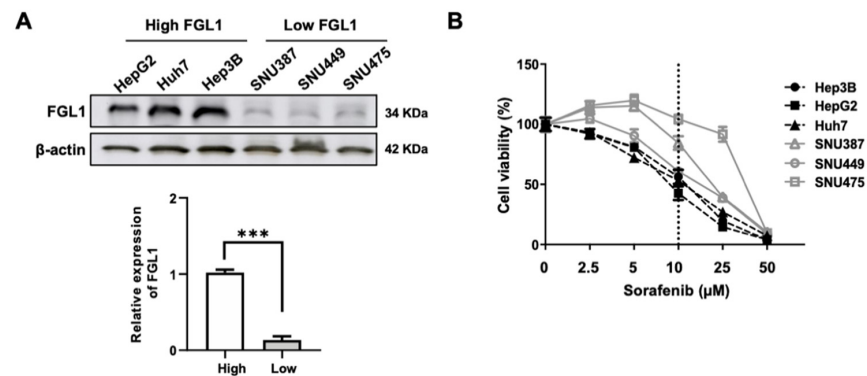 A
High FGL1 Low FGL1
HepG2 Huh7 Hep3B SNU387 SNU449 SNU475
FGL1 34 KDa
β-actin 42 KDa
Relative expression
of FGL1
2
1
0
***
High Low
B
Cell viability (%)
150
100
50
0
0 2.5 5 10 25 50
Sorafenib (μM)
Hep3B
HepG2
Huh7
SNU387
SNU449
SNU475